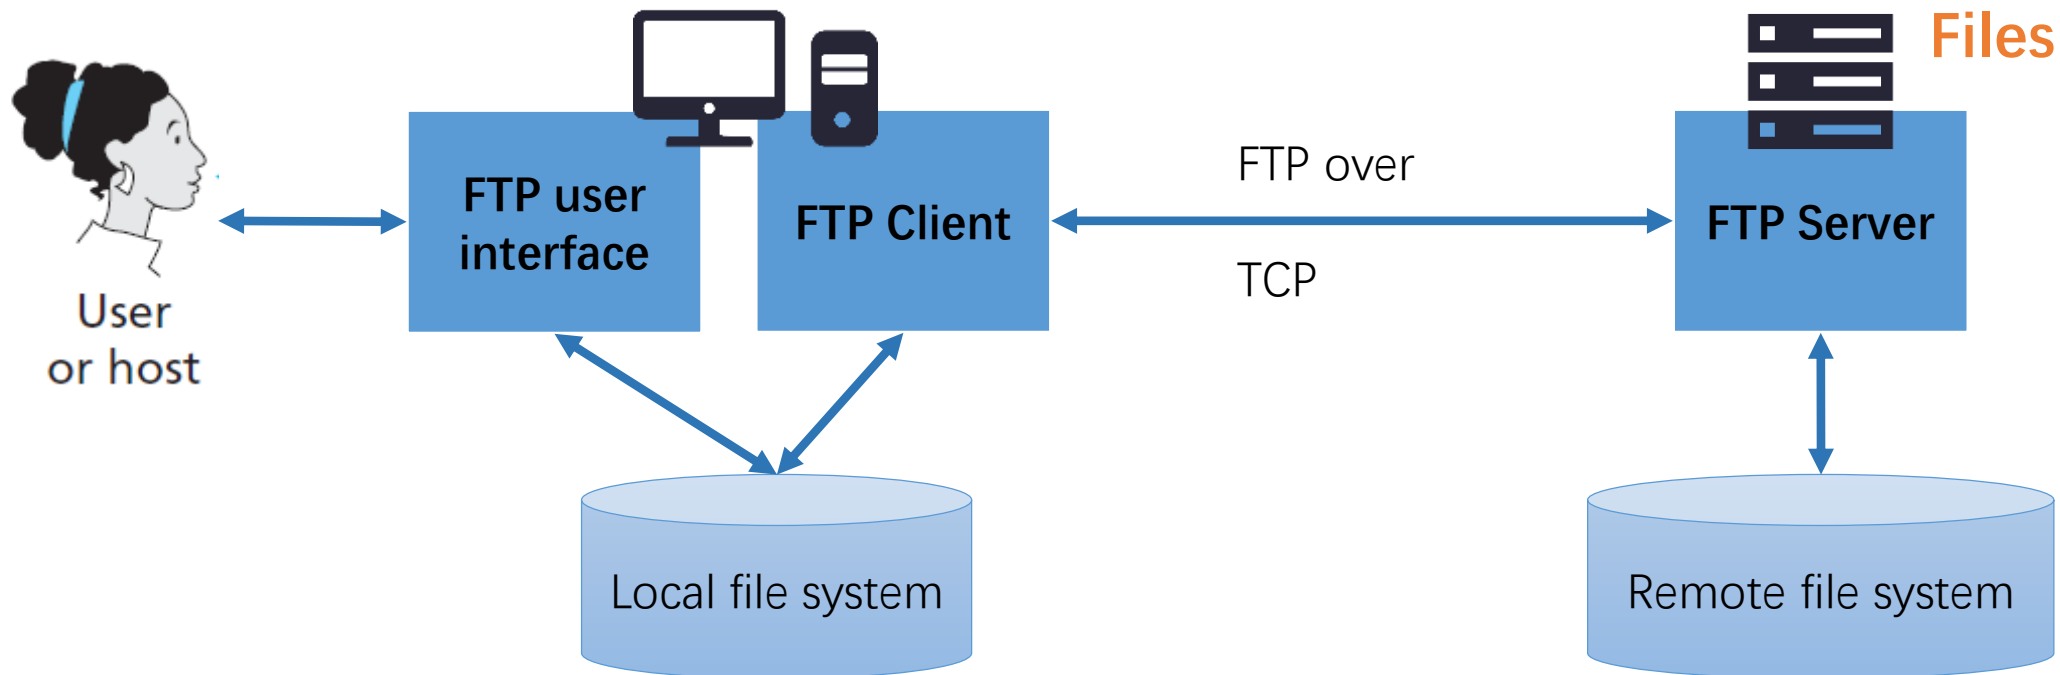 Files
User
or host
FTP user
interface
FTP Client
FTP over
TCP
FTP Server
Local file system
Remote file system